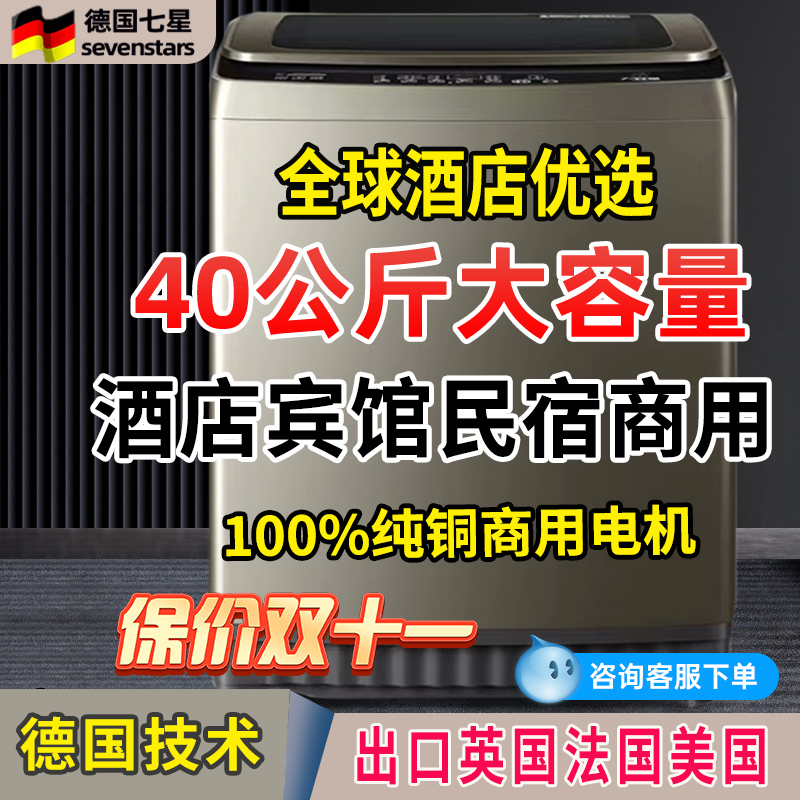 德国七星
sevenstars
全球酒店优选
40公斤大容量
酒店宾馆民宿商用
100%纯铜商用电机
保价双十一
咨询客服下单
德国技术
出口英国法国美国